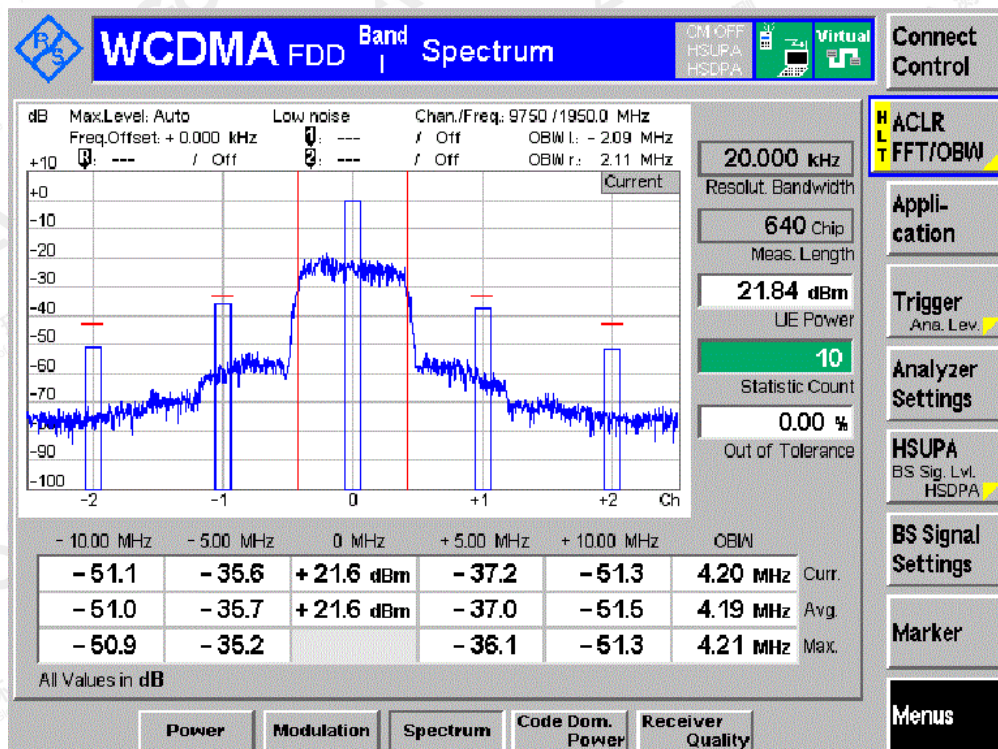 R S
WCDMA FDD Band I Spectrum
CM OFF
HSUPA
HSDPA
Virtual
Connect Control
dB Max.Level: Auto Low noise Chan./Freq.: 9750 / 1950.0 MHz
Freq.Offset: + 0.000 kHz 1: --- / Off OBW l.: - 2.09 MHz
R: --- / Off 2: --- / Off OBW r.: 2.11 MHz
Current
+10
+0
-10
-20
-30
-40
-50
-60
-70
-90
-100
-2 -1 0 +1 +2 Ch
20.000 kHz
Resolut. Bandwidth
640 Chip
Meas. Length
21.84 dBm
UE Power
10
Statistic Count
0.00 %
Out of Tolerance
- 10.00 MHz - 5.00 MHz 0 MHz + 5.00 MHz + 10.00 MHz OBW
- 51.1 - 35.6 + 21.6 dBm - 37.2 - 51.3 4.20 MHz Curr.
- 51.0 - 35.7 + 21.6 dBm - 37.0 - 51.5 4.19 MHz Avg.
- 50.9 - 35.2 - 36.1 - 51.3 4.21 MHz Max.
All Values in dB
HLT
ACLR
FFT/OBW
Appli-
cation
Trigger
Ana. Lev.
Analyzer
Settings
HSUPA
BS Sig. Lvl.
HSDPA
BS Signal
Settings
Marker
Menus
Power
Modulation
Spectrum
Code Dom.
Power
Receiver
Quality